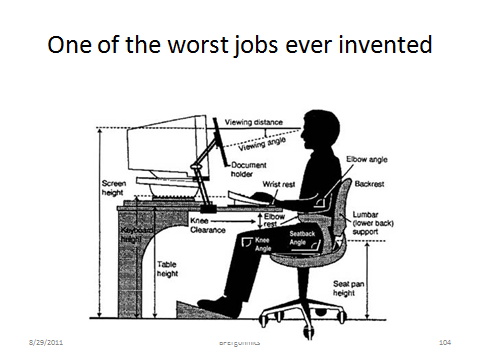 One of the worst jobs ever invented
Viewing distance
Viewing angle
Document
holder
Elbow angle
Screen
height
Wrist rest
Backrest
Keyboard
height
Knee
Clearance
Elbow
rest
Lumbar
(lower back)
support
Knee
Angle
Seatback
Angle
Table
height
Seat pan
height
8/29/2011
104